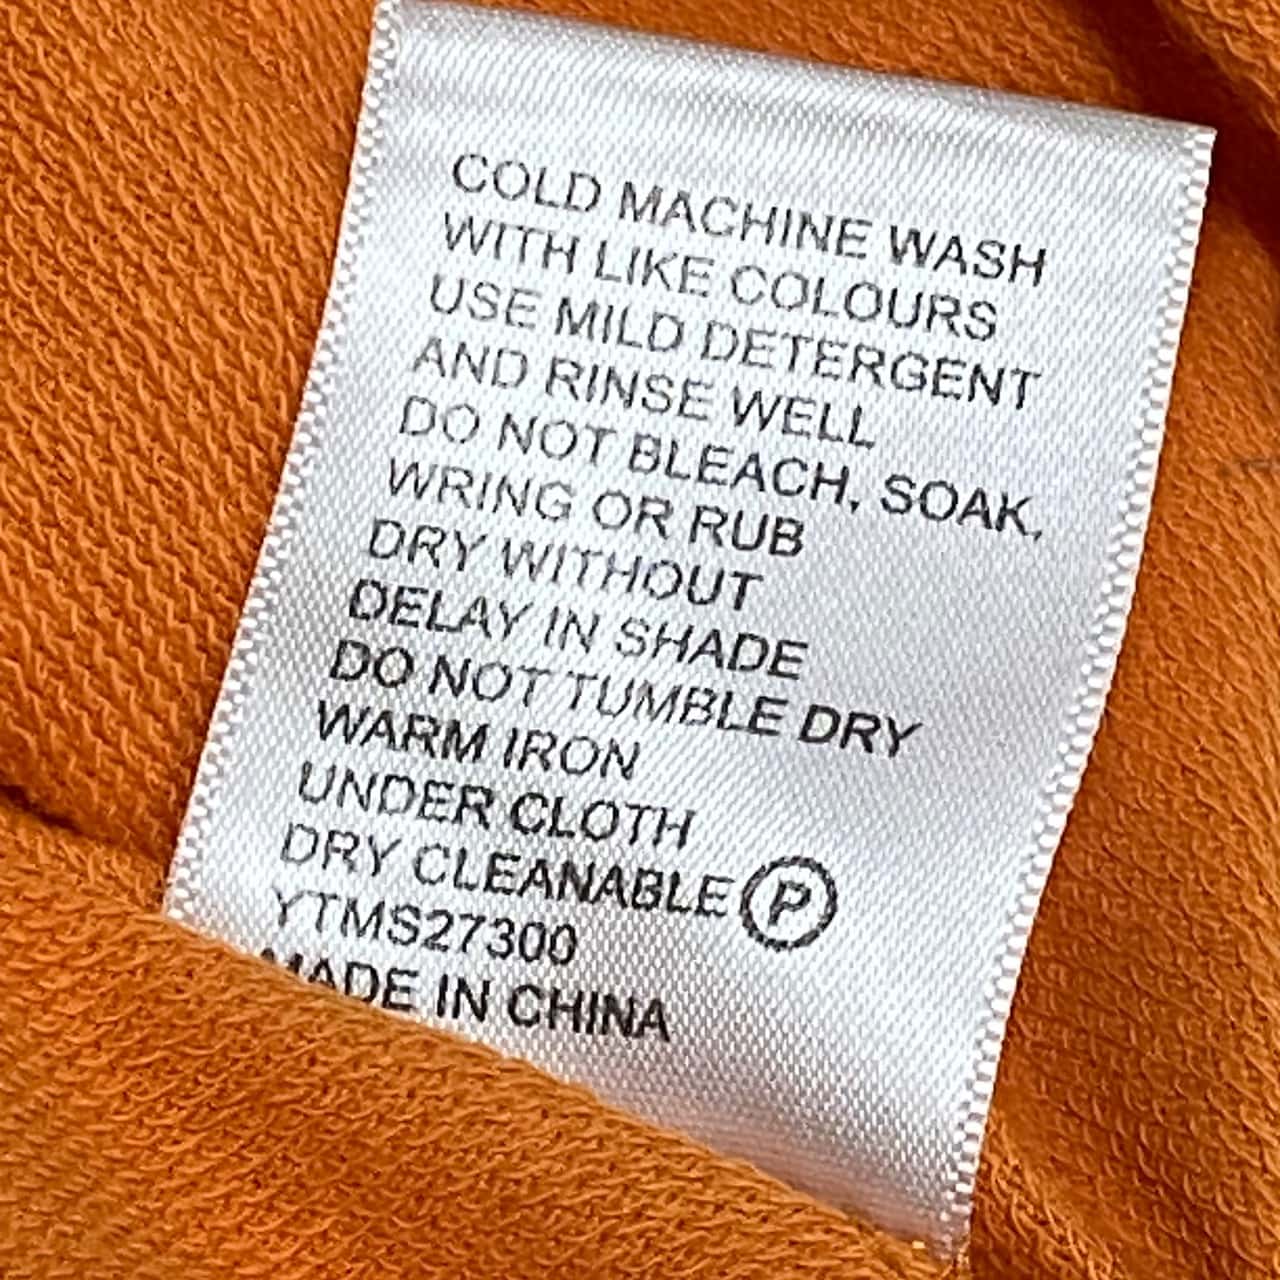 COLD MACHINE WASH
WITH LIKE COLOURS
USE MILD DETERGENT
AND RINSE WELL
DO NOT BLEACH, SOAK,
WRING OR RUB
DRY WITHOUT
DELAY IN SHADE
DO NOT TUMBLE DRY
WARM IRON
UNDER CLOTH
DRY CLEANABLE P
YTMS27300
MADE IN CHINA